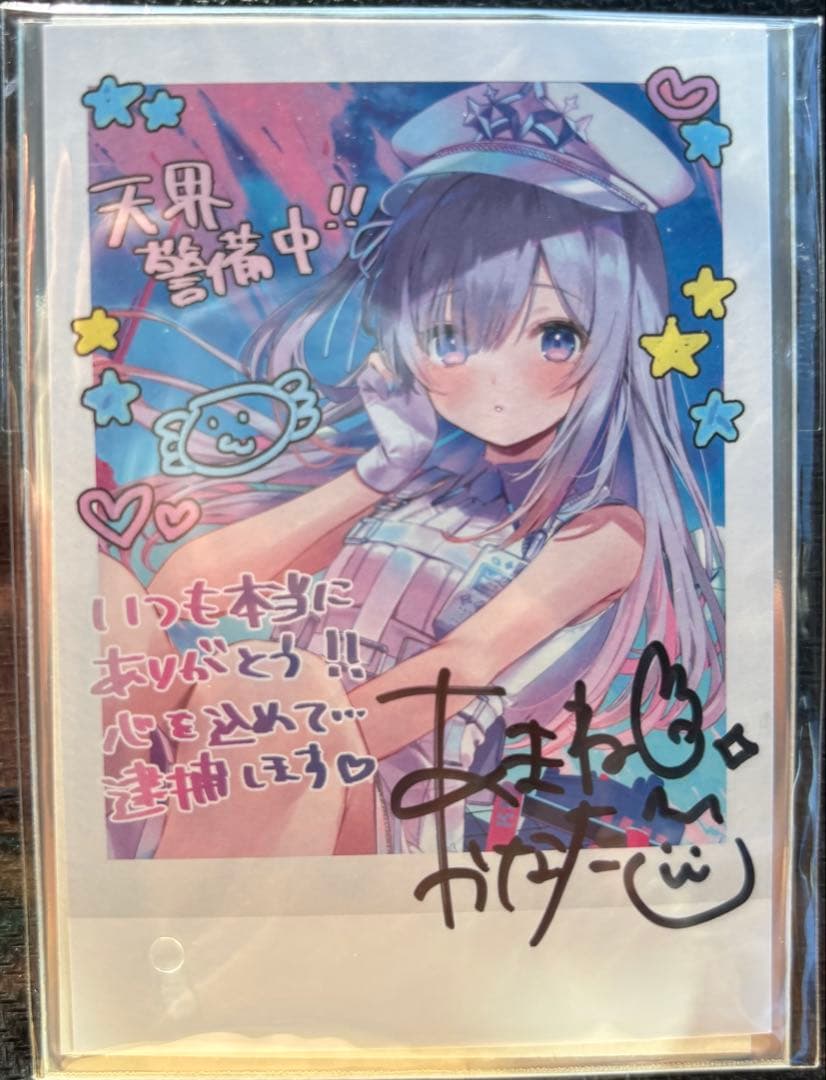 天界
警備中!!
いつも本当に
ありがとう!!
心を込めて…
逮捕します♡
あまね
かなた